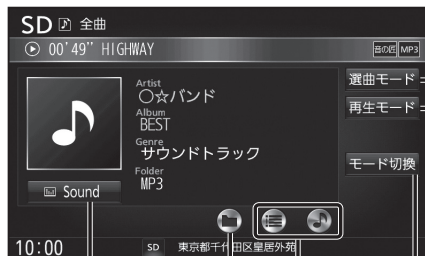 SD 全曲
00'49" HIGHWAY 音の匠 MP3
Artist
○☆バンド
Album
BEST
Genre
サウンドトラック
Folder
MP3
選曲モード
再生モード
モード切換
Sound
10:00 SD 東京都千代田区皇居外苑